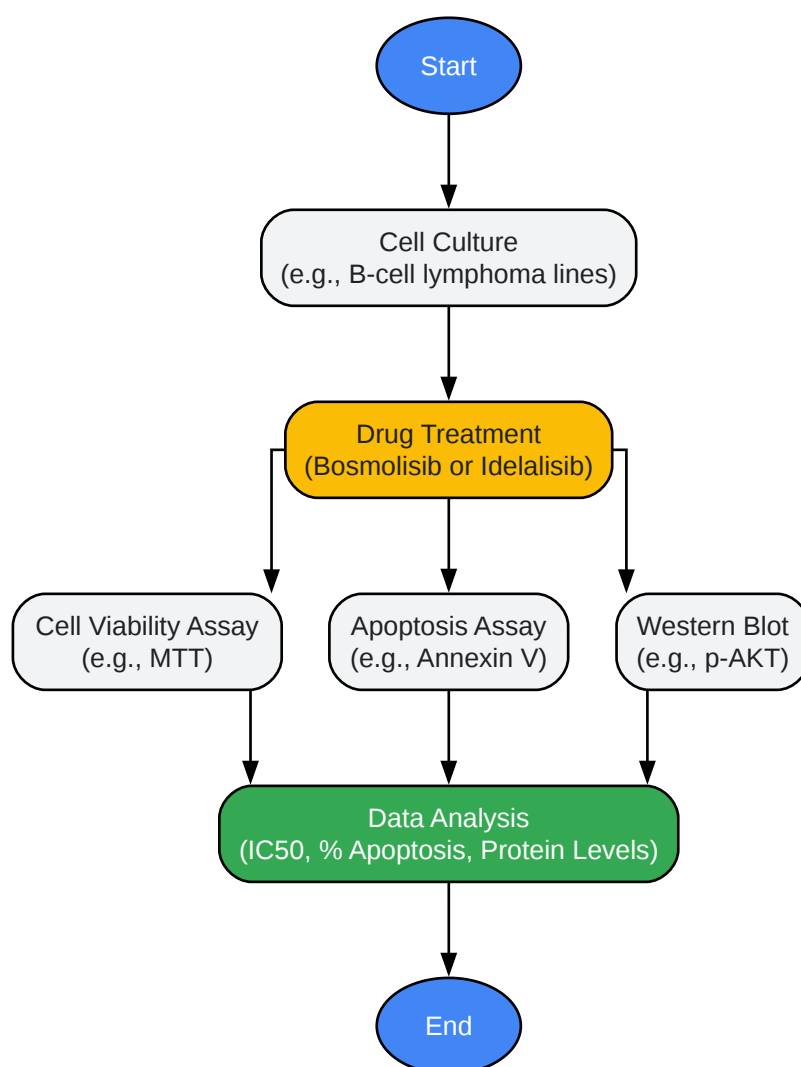 Start
Cell Culture
(e.g., B-cell lymphoma lines)
Drug Treatment
(Bosmolisib or Idelalisib)
Cell Viability Assay
(e.g., MTT)
Apoptosis Assay
(e.g., Annexin V)
Western Blot
(e.g., p-AKT)
Data Analysis
(IC50, % Apoptosis, Protein Levels)
End